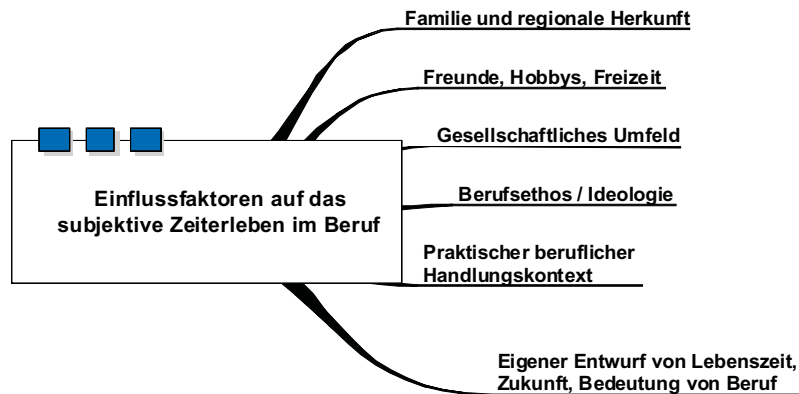 Familie und regionale Herkunft
Freunde, Hobbys, Freizeit
Gesellschaftliches Umfeld
Einflussfaktoren auf das
subjektive Zeiterleben im Beruf
Berufsethos / Ideologie
Praktischer beruflicher
Handlungskontext
Eigener Entwurf von Lebenszeit,
Zukunft, Bedeutung von Beruf